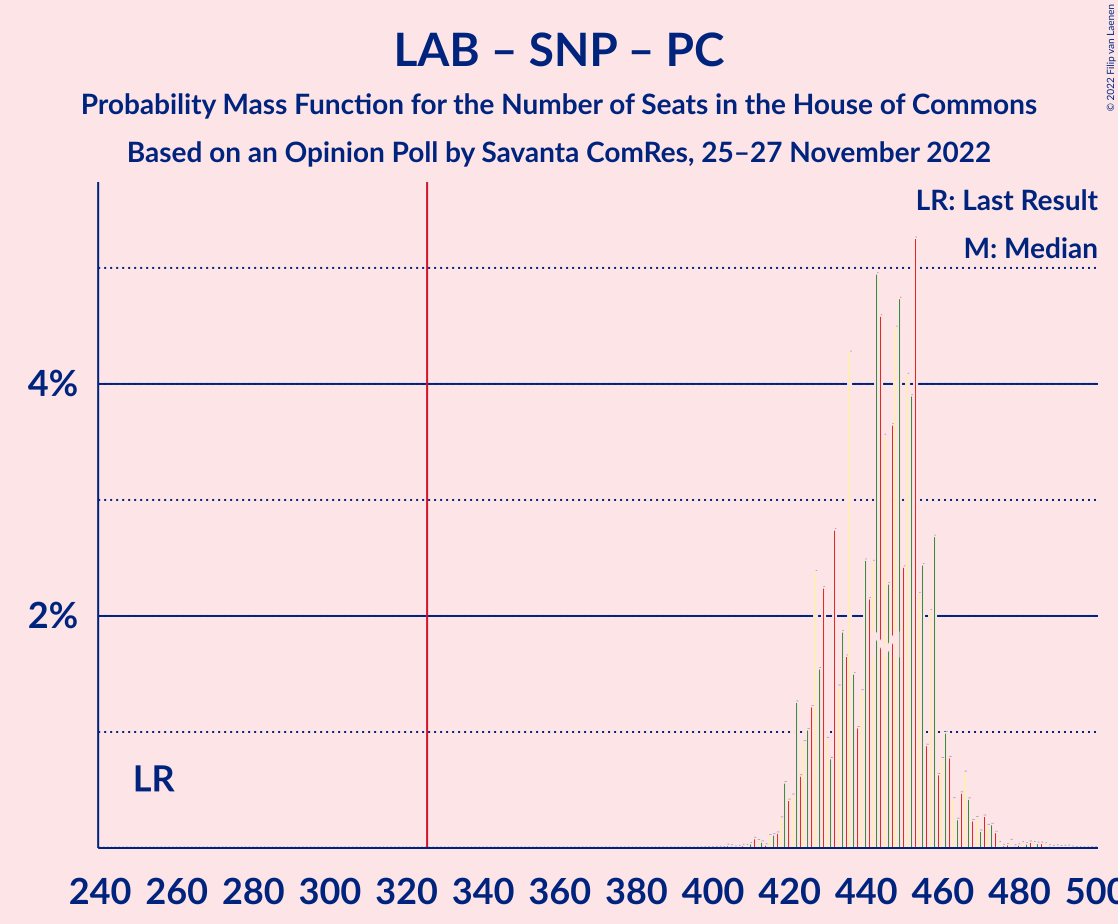 LAB – SNP – PC
Probability Mass Function for the Number of Seats in the House of Commons
Based on an Opinion Poll by Savanta ComRes, 25–27 November 2022
© 2022 Filip van Laenen
LR: Last Result
M: Median
4%
2%
LR
240 260 280 300 320 340 360 380 400 420 440 460 480 500